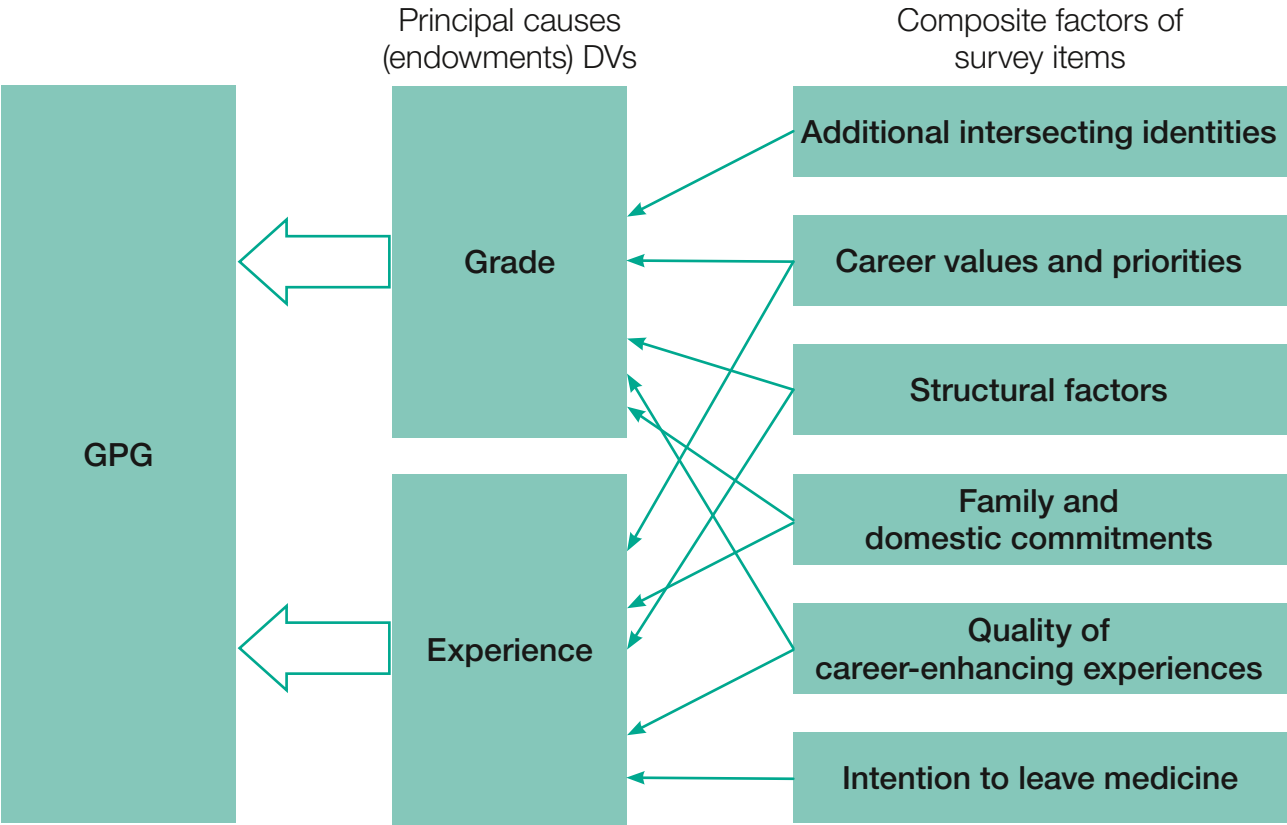 Principal causes
(endowments) DVs
Composite factors of
survey items
GPG
Grade
Experience
Additional intersecting identities
Career values and priorities
Structural factors
Family and
domestic commitments
Quality of
career-enhancing experiences
Intention to leave medicine